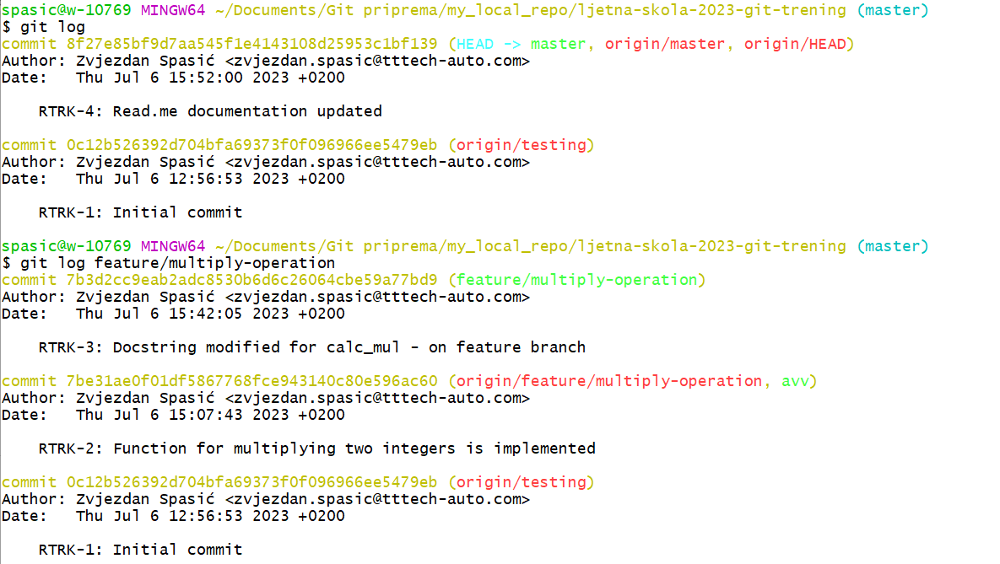 spasic@w-10769 MINGW64 ~/Documents/Git priprema/my_local_repo/ljetna-skola-2023-git-trening (master)
$ git log
commit 8f27e85bf9d7aa545f1e4143108d25953c1bf139 (HEAD -> master, origin/master, origin/HEAD)
Author: Zvjezdan Spasić <zvjezdan.spasic@tttech-auto.com>
Date:   Thu Jul 6 15:52:00 2023 +0200
    RTRK-4: Read.me documentation updated
commit 0c12b526392d704bfa69373f0f096966ee5479eb (origin/testing)
Author: Zvjezdan Spasić <zvjezdan.spasic@tttech-auto.com>
Date:   Thu Jul 6 12:56:53 2023 +0200
    RTRK-1: Initial commit
spasic@w-10769 MINGW64 ~/Documents/Git priprema/my_local_repo/ljetna-skola-2023-git-trening (master)
$ git log feature/multiply-operation
commit 7b3d2cc9eab2adc8530b6d6c26064cbe59a77bd9 (feature/multiply-operation)
Author: Zvjezdan Spasić <zvjezdan.spasic@tttech-auto.com>
Date:   Thu Jul 6 15:42:05 2023 +0200
    RTRK-3: Docstring modified for calc_mul - on feature branch
commit 7be31ae0f01df5867768fce943140c80e596ac60 (origin/feature/multiply-operation, avv)
Author: Zvjezdan Spasić <zvjezdan.spasic@tttech-auto.com>
Date:   Thu Jul 6 15:07:43 2023 +0200
    RTRK-2: Function for multiplying two integers is implemented
commit 0c12b526392d704bfa69373f0f096966ee5479eb (origin/testing)
Author: Zvjezdan Spasić <zvjezdan.spasic@tttech-auto.com>
Date:   Thu Jul 6 12:56:53 2023 +0200
    RTRK-1: Initial commit